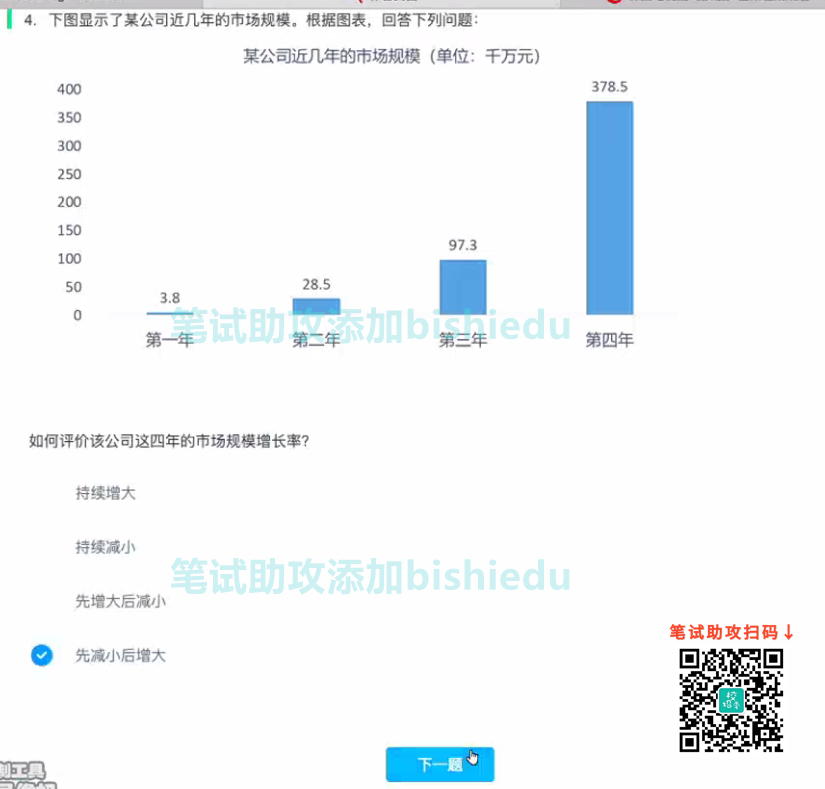 4. 下图显示了某公司近几年的市场规模。根据图表，回答下列问题：
某公司近几年的市场规模（单位：千万元）
400
350
300
250
200
150
100
50
0
3.8
28.5
97.3
378.5
第一年
第二年
第三年
第四年
笔试助攻添加bishiedu
如何评价该公司这四年的市场规模增长率？
持续增大
持续减小
笔试助攻添加bishiedu
先增大后减小
先减小后增大
笔试助攻扫码↓
下一题